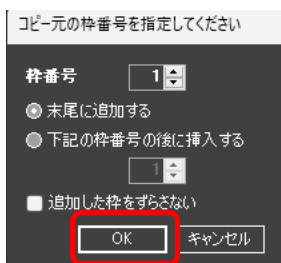 コピー元の枠番号を指定してください
枠番号 1
末尾に追加する
下記の枠番号の後に挿入する
1
追加した枠をずらさない
OK キャンセル